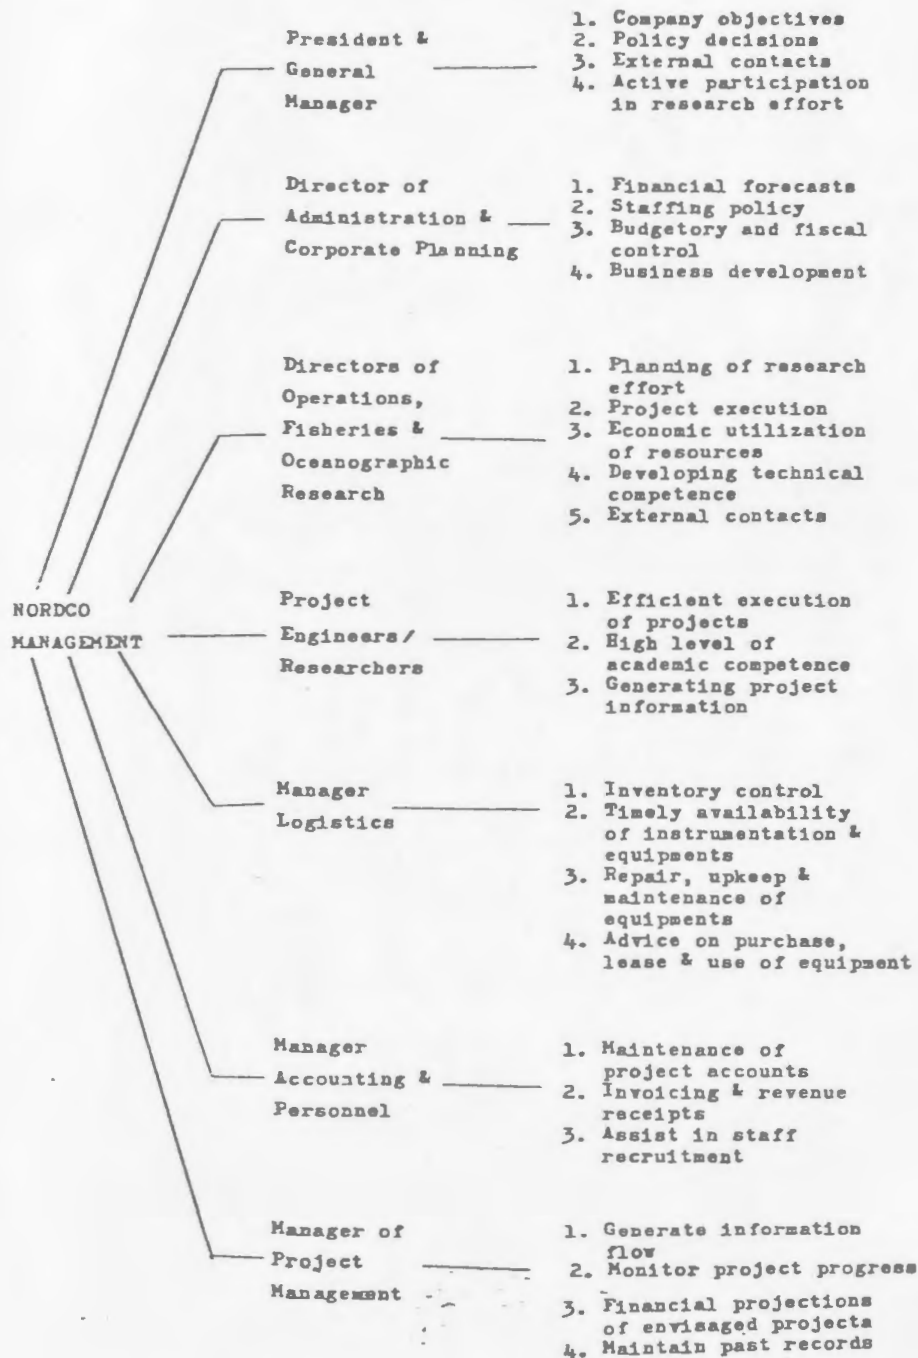 President &
General
Manager
1. Company objectives
2. Policy decisions
3. External contacts
4. Active participation
in research effort
Director of
Administration &
Corporate Planning
1. Financial forecasts
2. Staffing policy
3. Budgetory and fiscal
control
4. Business development
Directors of
Operations,
Fisheries &
Oceanographic
Research
1. Planning of research
effort
2. Project execution
3. Economic utilization
of resources
4. Developing technical
competence
5. External contacts
NORDCO
MANAGEMENT
Project
Engineers/
Researchers
1. Efficient execution
of projects
2. High level of
academic competence
3. Generating project
information
Manager
Logistics
1. Inventory control
2. Timely availability
of instrumentation &
equipments
3. Repair, upkeep &
maintenance of
equipments
4. Advice on purchase,
lease & use of equipment
Manager
Accounting &
Personnel
1. Maintenance of
project accounts
2. Invoicing & revenue
receipts
3. Assist in staff
recruitment
Manager of
Project
Management
1. Generate information
flow
2. Monitor project progress
3. Financial projections
of envisaged projects
4. Maintain past records